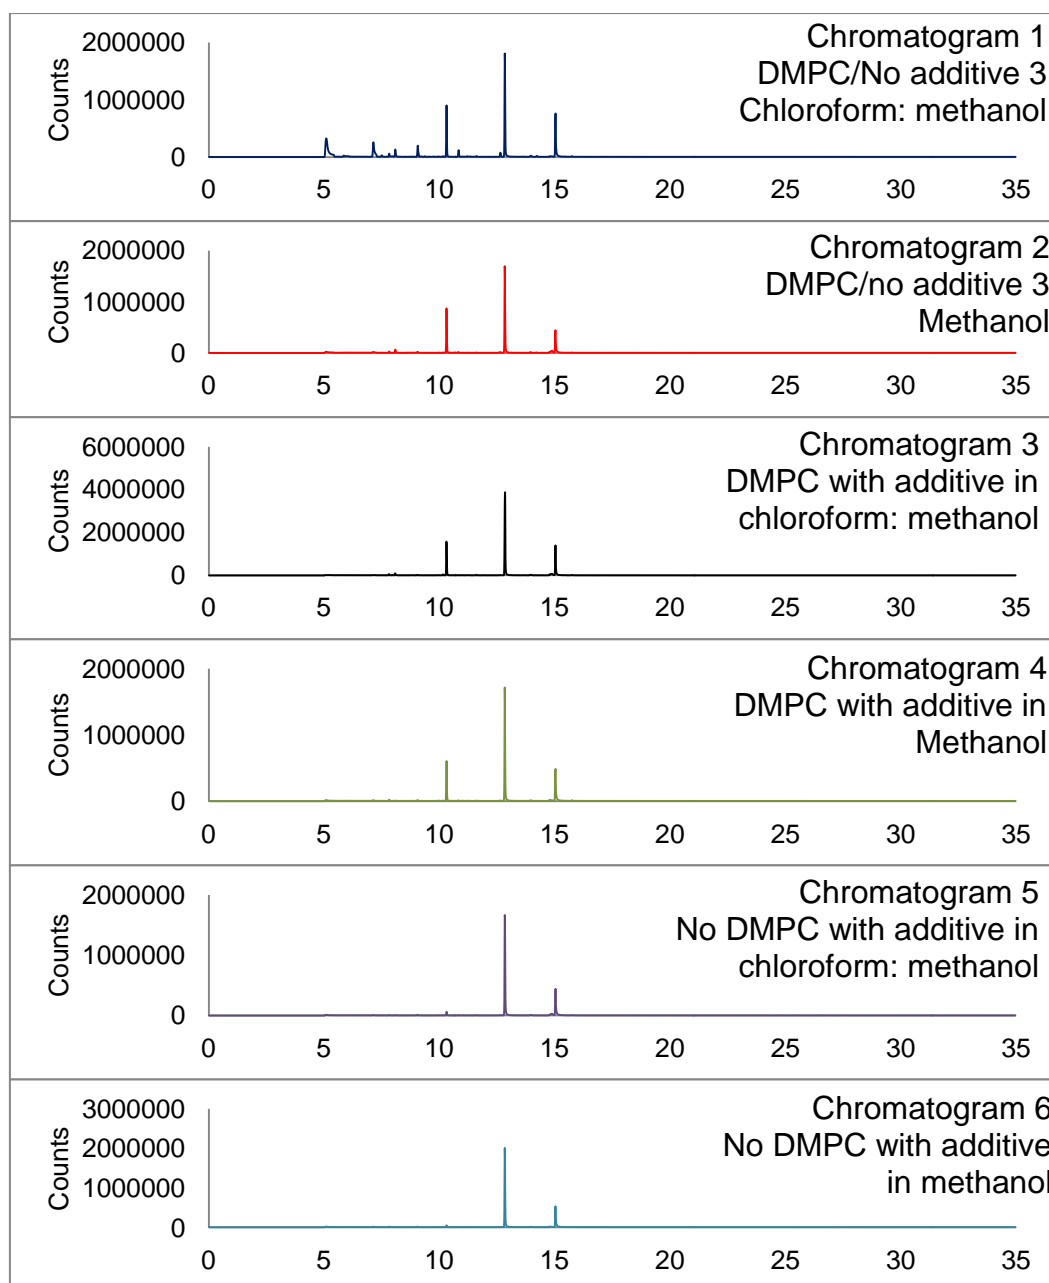 Counts
2000000
1000000
0
Chromatogram 1
DMPC/No additive 3
Chloroform: methanol
0 5 10 15 20 25 30 35
Counts
2000000
1000000
0
Chromatogram 2
DMPC/no additive 3
Methanol
0 5 10 15 20 25 30 35
Counts
6000000
4000000
2000000
0
Chromatogram 3
DMPC with additive in
chloroform: methanol
0 5 10 15 20 25 30 35
Counts
2000000
1000000
0
Chromatogram 4
DMPC with additive in
Methanol
0 5 10 15 20 25 30 35
Counts
2000000
1000000
0
Chromatogram 5
No DMPC with additive in
chloroform: methanol
0 5 10 15 20 25 30 35
Counts
3000000
2000000
1000000
0
Chromatogram 6
No DMPC with additive
in methanol
0 5 10 15 20 25 30 35